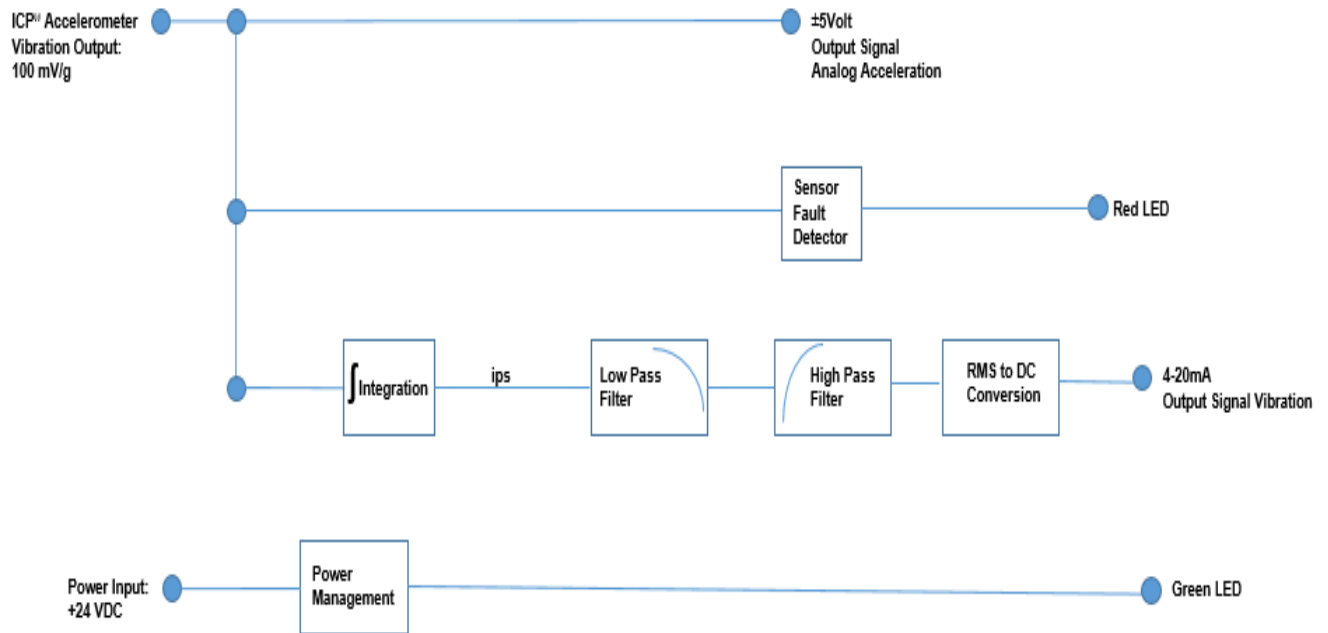 ICP® Accelerometer
Vibration Output:
100 mV/g
±5Volt
Output Signal
Analog Acceleration
Sensor
Fault
Detector
Red LED
∫Integration
ips
Low Pass
Filter
High Pass
Filter
RMS to DC
Conversion
4-20mA
Output Signal Vibration
Power Input:
+24 VDC
Power
Management
Green LED